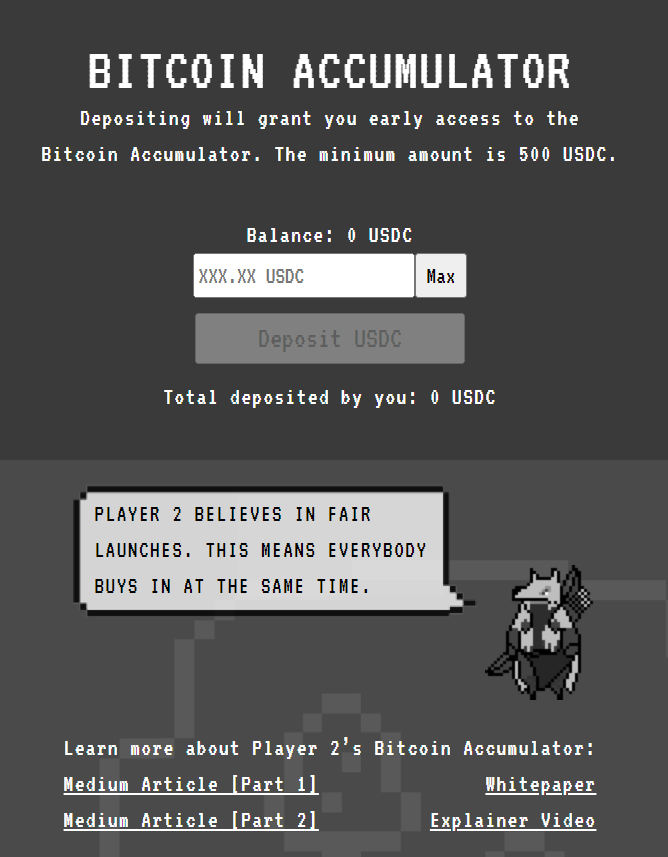 BITCOIN ACCUMULATOR
Depositing will grant you early access to the
Bitcoin Accumulator. The minimum amount is 500 USDC.
Balance: 0 USDC
XXX.XX USDC Max
Deposit USDC
Total deposited by you: 0 USDC
PLAYER 2 BELIEVES IN FAIR
LAUNCHES. THIS MEANS EVERYBODY
BUYS IN AT THE SAME TIME.
Learn more about Player 2's Bitcoin Accumulator:
Medium Article [Part 1] Whitepaper
Medium Article [Part 2] Explainer Video